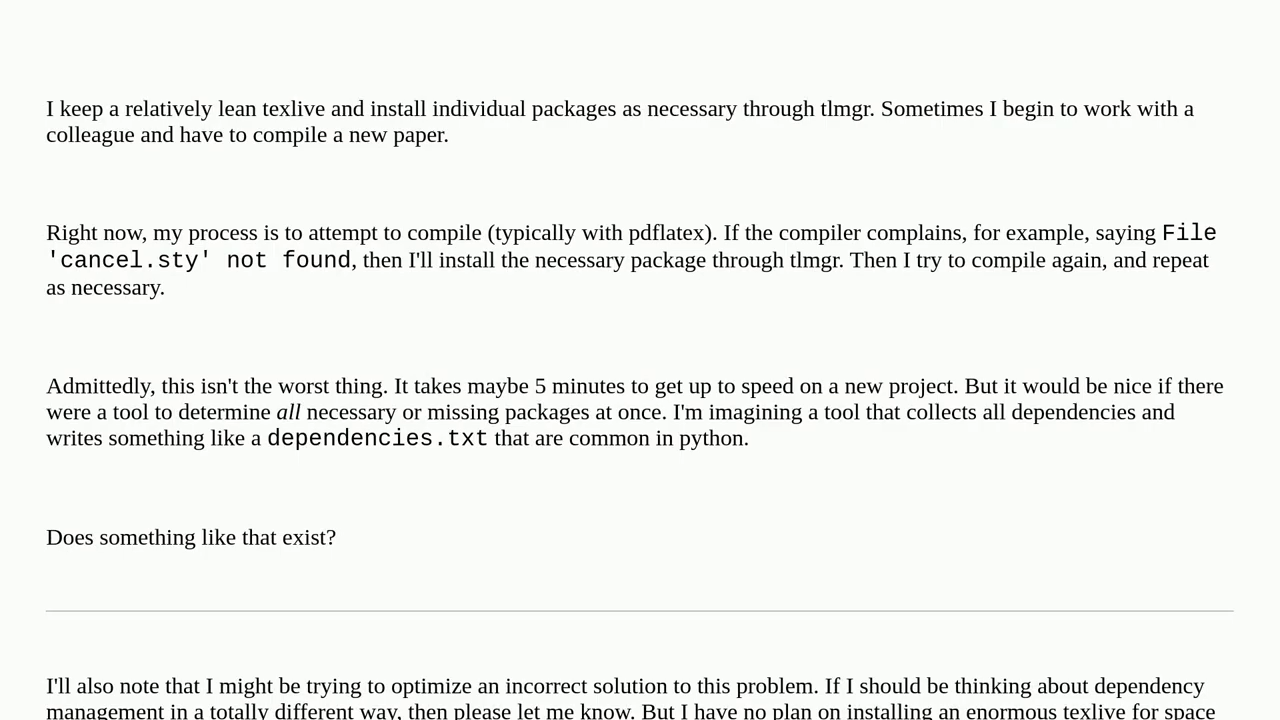 I keep a relatively lean texlive and install individual packages as necessary through tlmgr. Sometimes I begin to work with a
colleague and have to compile a new paper.
Right now, my process is to attempt to compile (typically with pdflatex). If the compiler complains, for example, saying File
'cancel.sty' not found, then I'll install the necessary package through tlmgr. Then I try to compile again, and repeat
as necessary.
Admittedly, this isn't the worst thing. It takes maybe 5 minutes to get up to speed on a new project. But it would be nice if there
were a tool to determine all necessary or missing packages at once. I'm imagining a tool that collects all dependencies and
writes something like a dependencies.txt that are common in python.
Does something like that exist?
I'll also note that I might be trying to optimize an incorrect solution to this problem. If I should be thinking about dependency
management in a totally different way, then please let me know. But I have no plan on installing an enormous texlive for space